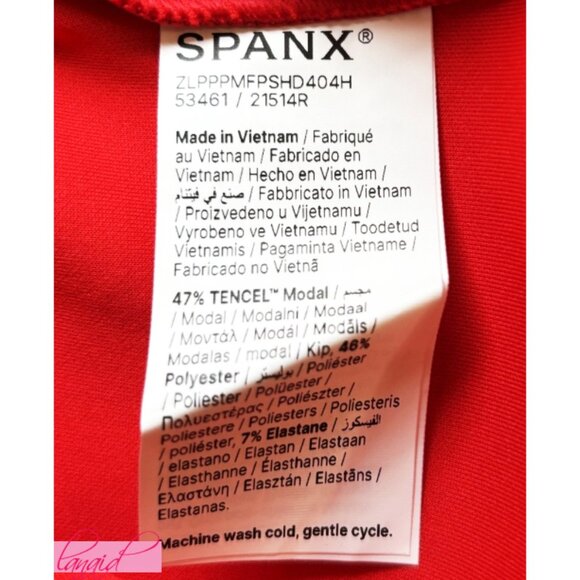 SPANX®
ZLPPPMFPSHD404H
53461 / 21514R
Made in Vietnam / Fabriqué
au Vietnam / Fabricado en
Vietnam / Hecho en Vietnam /
صنع في فيتنام / Fabbricato in Vietnam
/ Proizvedeno u Vijetnamu /
Vyrobeno ve Vietnamu / Toodetud
Vietnamis / Pagaminta Vietname /
Fabricado no Vietnã
47% TENCEL™ Modal / مجسم /
/ Modal / Modalni / Modaal
/ Μοντάλ / Modál / Modāls /
Modalas / modal / Kip, 46%
Polyester / بوليستر / Poliéster
/ Poliester / Polüester /
Πολυεστέρας / Poliészter /
Poliestere / Poliesters / Poliesteris
/ poliéster, 7% Elastane / الفيسكوز /
/ elastano / Elastan / Elastaan
/ Elasthanne / Élasthanne /
Ελαστάνη / Elasztán / Elastāns /
Elastanas.
Machine wash cold, gentle cycle.
lanaid